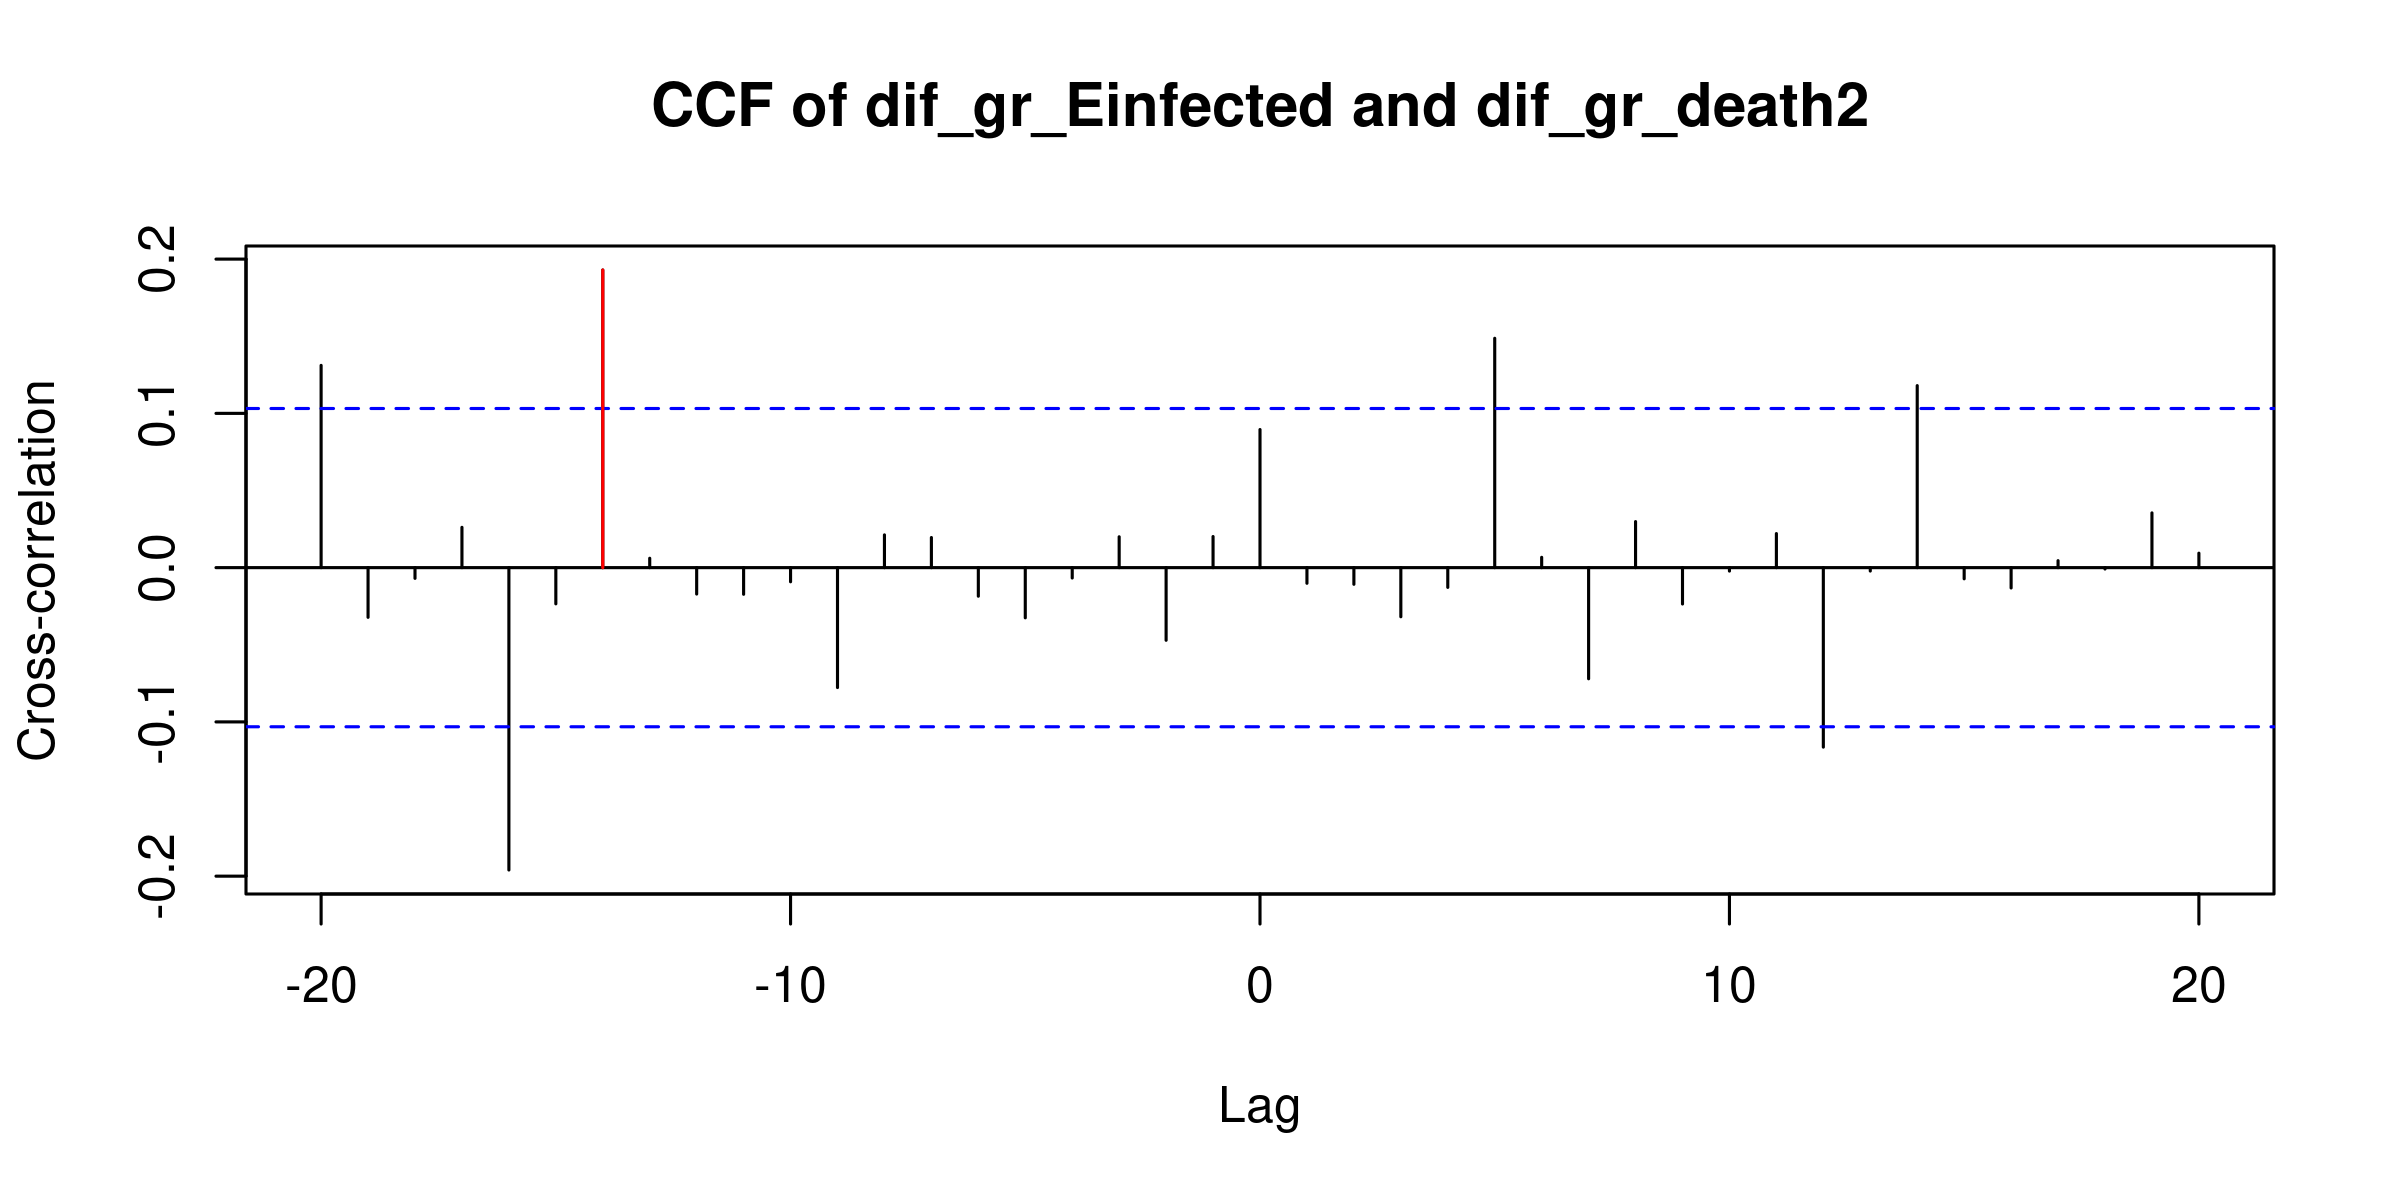 CCF of dif_gr_Einfected and dif_gr_death2
Cross-correlation
0.2
0.1
0.0
-0.1
-0.2
-20 -10 0 10 20
Lag